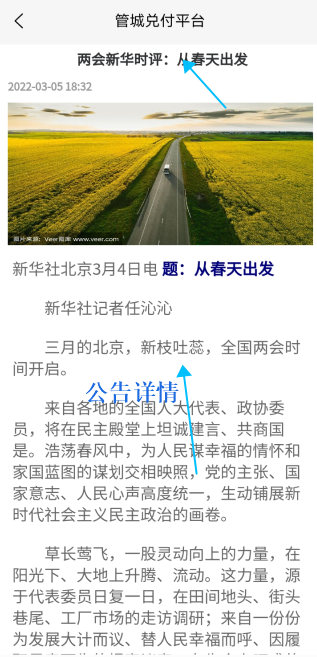 管城兑付平台
两会新华时评：从春天出发
2022-03-05 18:32
图片来源：Veer图库 www.veer.com
新华社北京3月4日电 题：从春天出发
新华社记者任沁沁
三月的北京，新枝吐蕊，全国两会时
间开启。
公告详情
来自各地的全国人大代表、政协委
员，将在民主殿堂上坦诚建言、共商国
是。浩荡春风中，为人民谋幸福的情怀和
家国蓝图的谋划交相映照，党的主张、国
家意志、人民心声高度统一，生动铺展新
时代社会主义民主政治的画卷。
草长莺飞，一股灵动向上的力量，在
阳光下、大地上升腾、流动。这力量，源
于代表委员日复一日，在田间地头、街头
巷尾、工厂市场的走访调研；来自一份份
为发展大计而议、替人民幸福而呼、因履